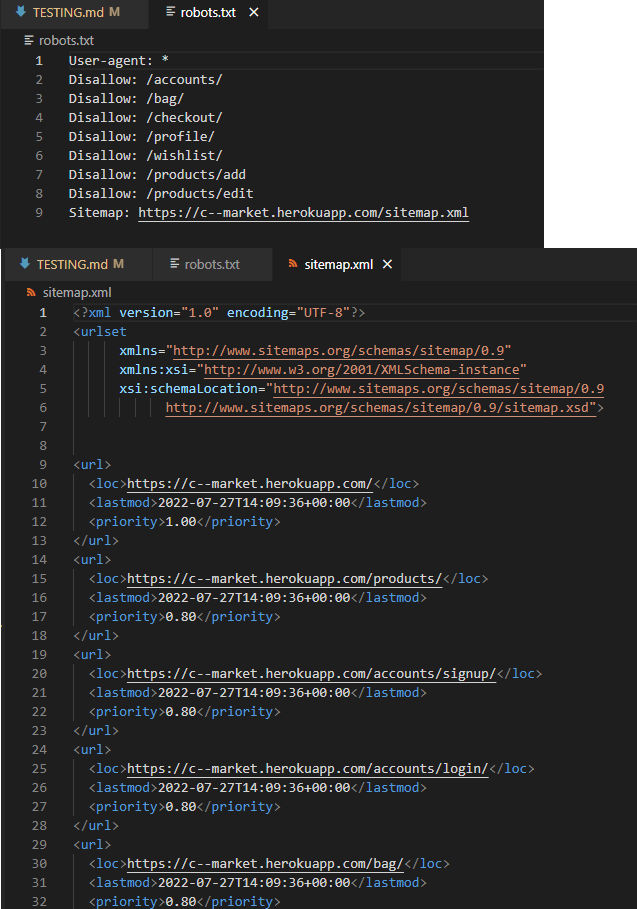 TESTING.md M robots.txt ×
robots.txt
1 User-agent: *
2 Disallow: /accounts/
3 Disallow: /bag/
4 Disallow: /checkout/
5 Disallow: /profile/
6 Disallow: /wishlist/
7 Disallow: /products/add
8 Disallow: /products/edit
9 Sitemap: https://c--market.herokuapp.com/sitemap.xml
TESTING.md M robots.txt sitemap.xml ×
sitemap.xml
1 <?xml version="1.0" encoding="UTF-8"?>
2 <urlset
3 xmlns="http://www.sitemaps.org/schemas/sitemap/0.9"
4 xmlns:xsi="http://www.w3.org/2001/XMLSchema-instance"
5 xsi:schemaLocation="http://www.sitemaps.org/schemas/sitemap/0.9
6 http://www.sitemaps.org/schemas/sitemap/0.9/sitemap.xsd">
7
8
9 <url>
10 <loc>https://c--market.herokuapp.com/</loc>
11 <lastmod>2022-07-27T14:09:36+00:00</lastmod>
12 <priority>1.00</priority>
13 </url>
14 <url>
15 <loc>https://c--market.herokuapp.com/products/</loc>
16 <lastmod>2022-07-27T14:09:36+00:00</lastmod>
17 <priority>0.80</priority>
18 </url>
19 <url>
20 <loc>https://c--market.herokuapp.com/accounts/signup/</loc>
21 <lastmod>2022-07-27T14:09:36+00:00</lastmod>
22 <priority>0.80</priority>
23 </url>
24 <url>
25 <loc>https://c--market.herokuapp.com/accounts/login/</loc>
26 <lastmod>2022-07-27T14:09:36+00:00</lastmod>
27 <priority>0.80</priority>
28 </url>
29 <url>
30 <loc>https://c--market.herokuapp.com/bag/</loc>
31 <lastmod>2022-07-27T14:09:36+00:00</lastmod>
32 <priority>0.80</priority>